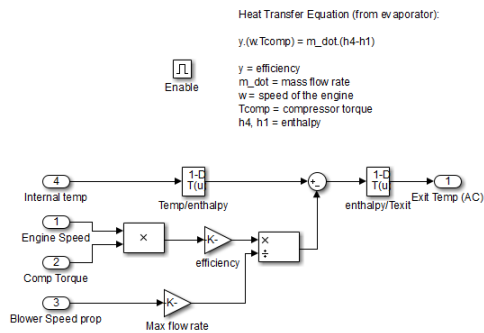 Heat Transfer Equation (from evaporator):
y.(w.Tcomp) = m_dot.(h4-h1)
y = efficiency
m_dot = mass flow rate
w = speed of the engine
Tcomp = compressor torque
h4, h1 = enthalpy
Enable
4
Internal temp
1-D
T(u
Temp/enthalpy
+
−
1-D
T(u
enthalpy/Texit
1
Exit Temp (AC)
1
Engine Speed
2
Comp Torque
×
K-
efficiency
×
÷
3
Blower Speed prop
K-
Max flow rate